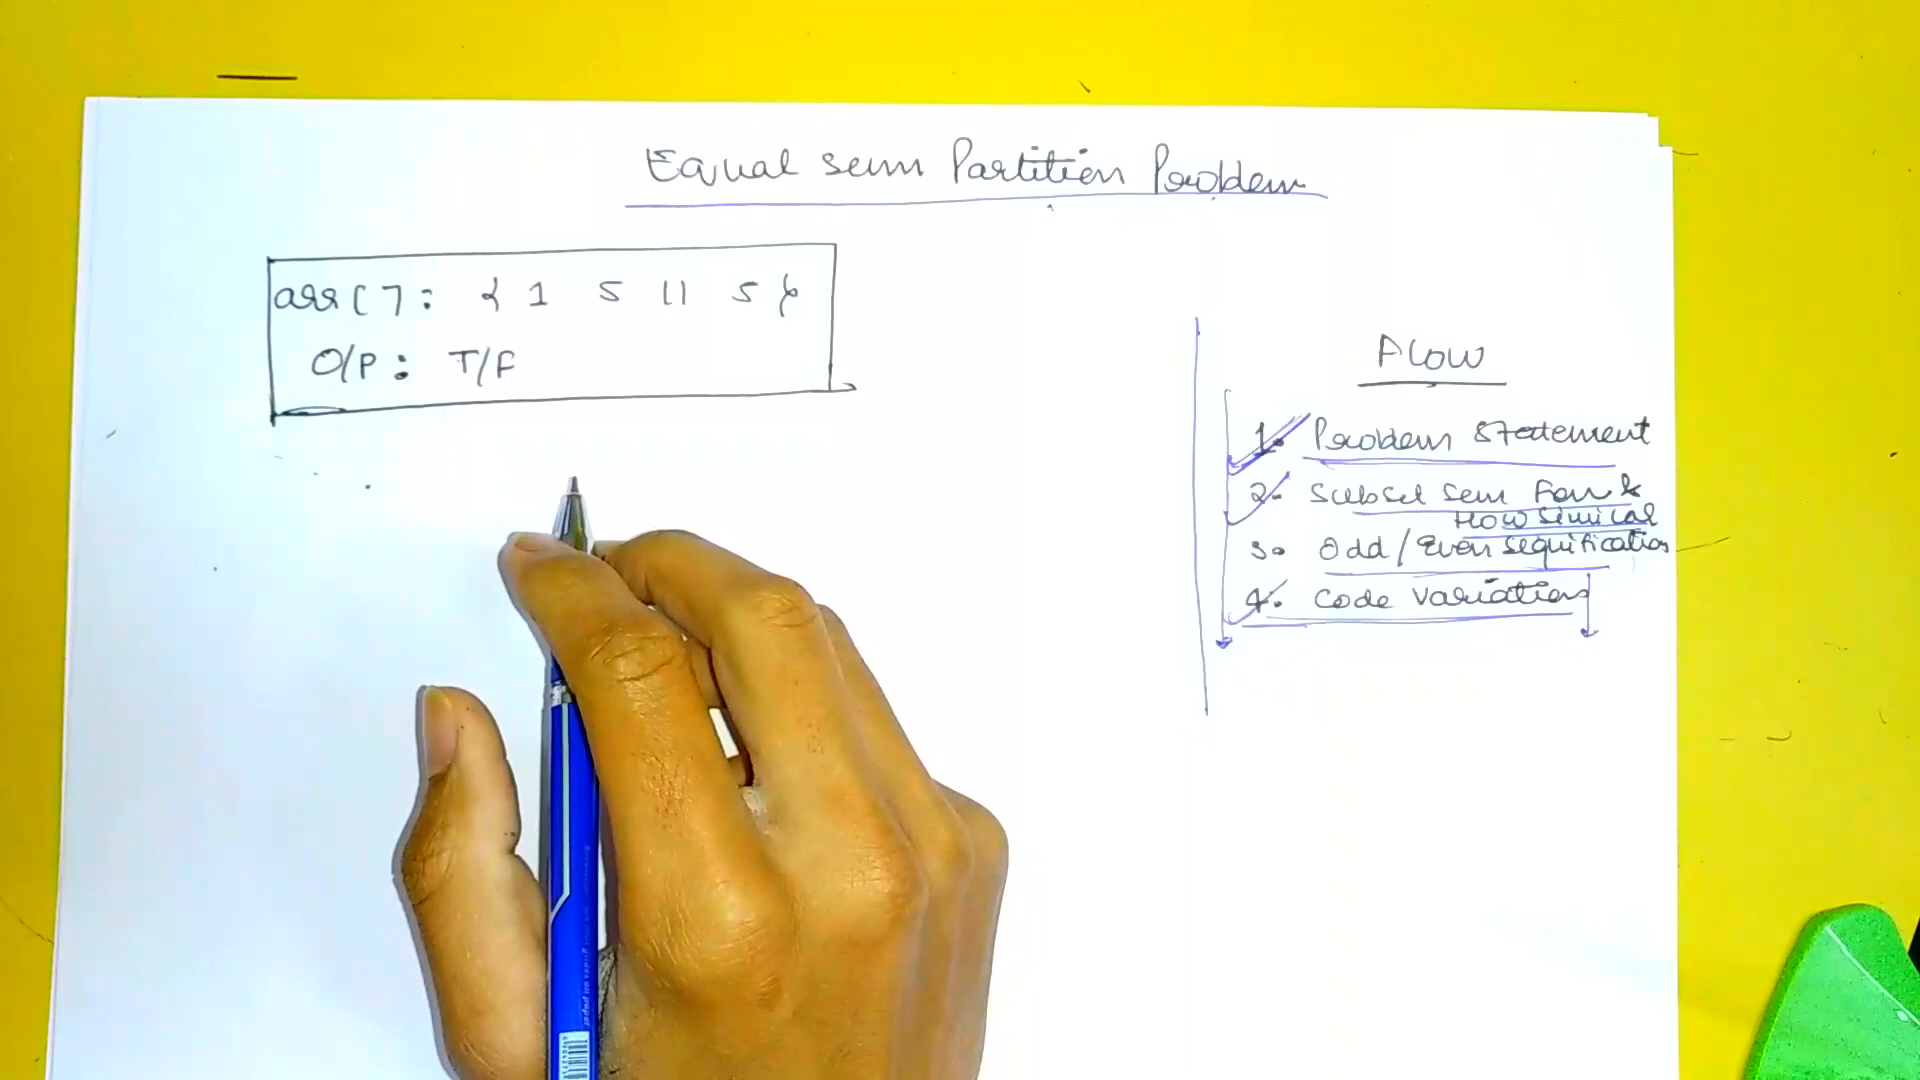 Equal sum Partition Problem
arr[]: { 1 5 11 5 }
O/P: T/F
Flow
1. Problem Statement
2. Subset sum
How similar
3. Odd/Even signification
4. Code variation